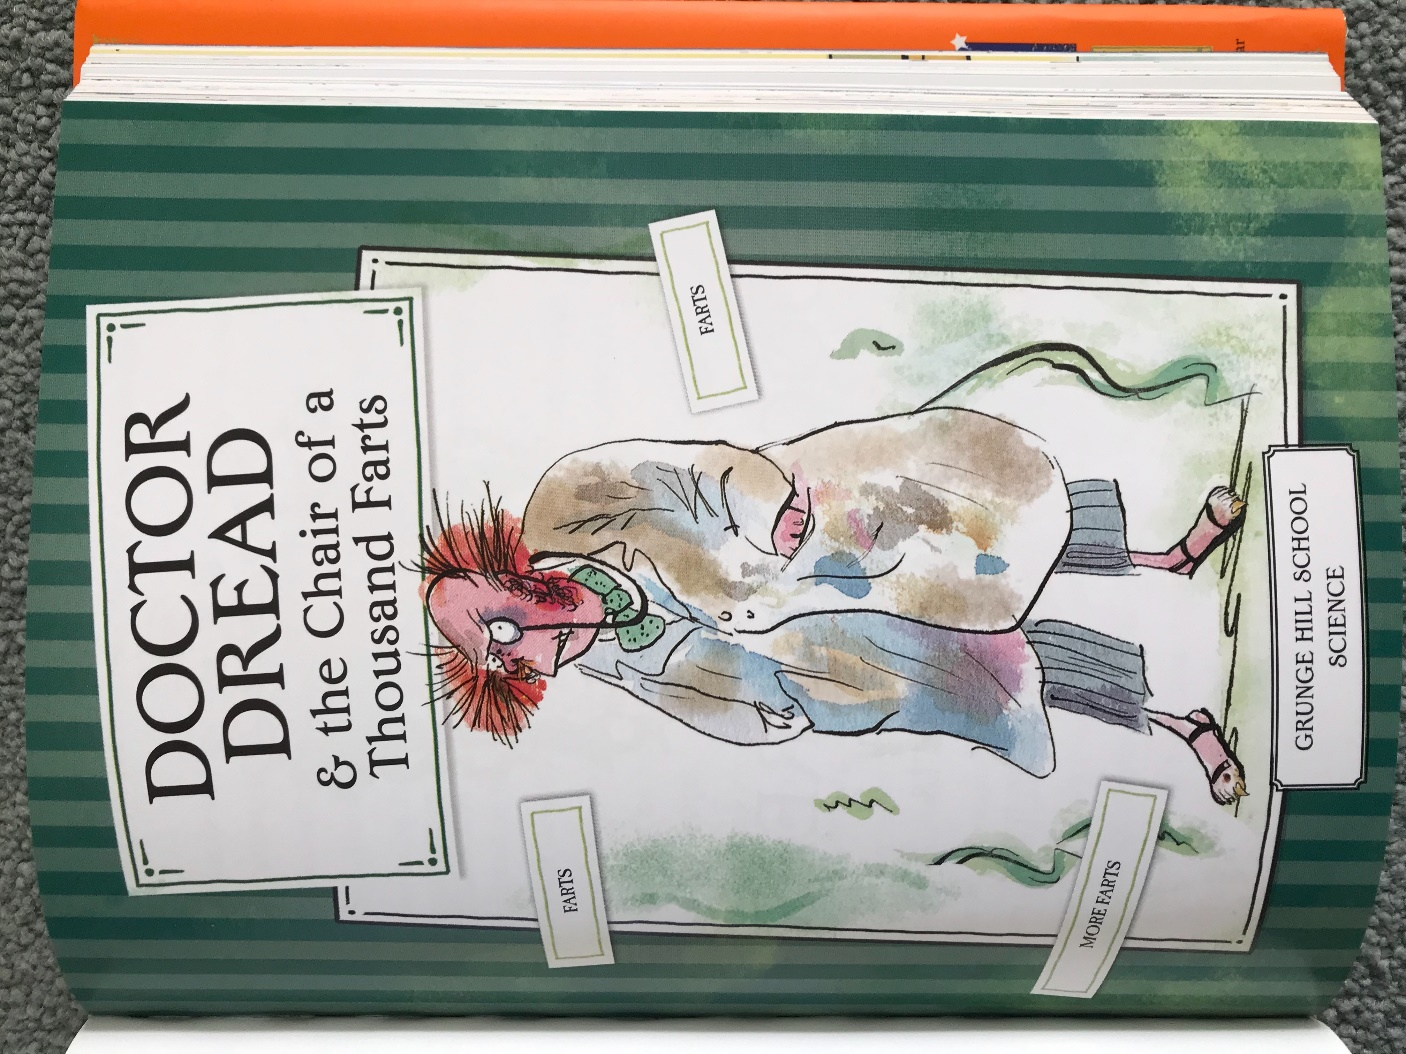 DOCTOR
DREAD
& the Chair of a
Thousand Farts
FARTS
FARTS
MORE FARTS
GRUNGE HILL SCHOOL
SCIENCE